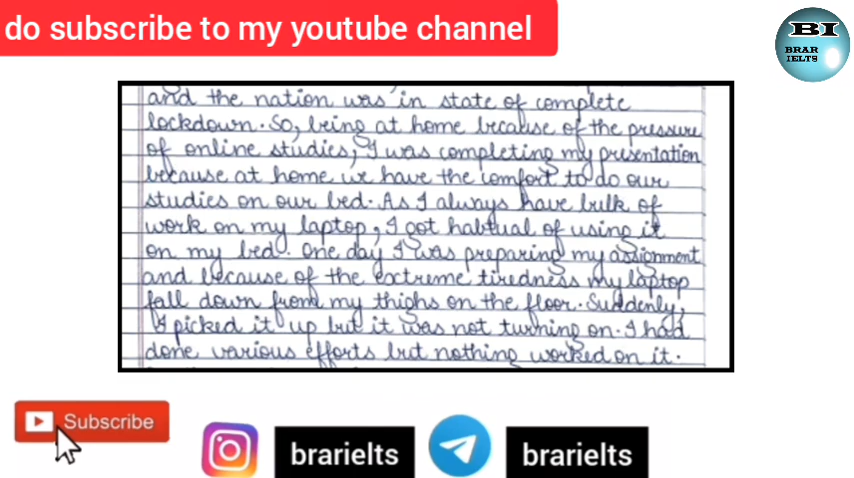 do subscribe to my youtube channel
BI
BRAR
IELTS
and the nation was in state of complete
lockdown. So, being at home because of the pressure
of online studies, I was completing my presentation
because at home we have the comfort to do our
studies on our bed. As I always have bulk of
work on my laptop, I got habtual of using it
on my bed. One day I was preparing my assignment
and because of the extreme tiredness my laptop
fall down from my thighs on the floor. Suddenly,
I picked it up but it was not turning on. I had
done various efforts but nothing worked on it.
Subscribe
brarielts
brarielts